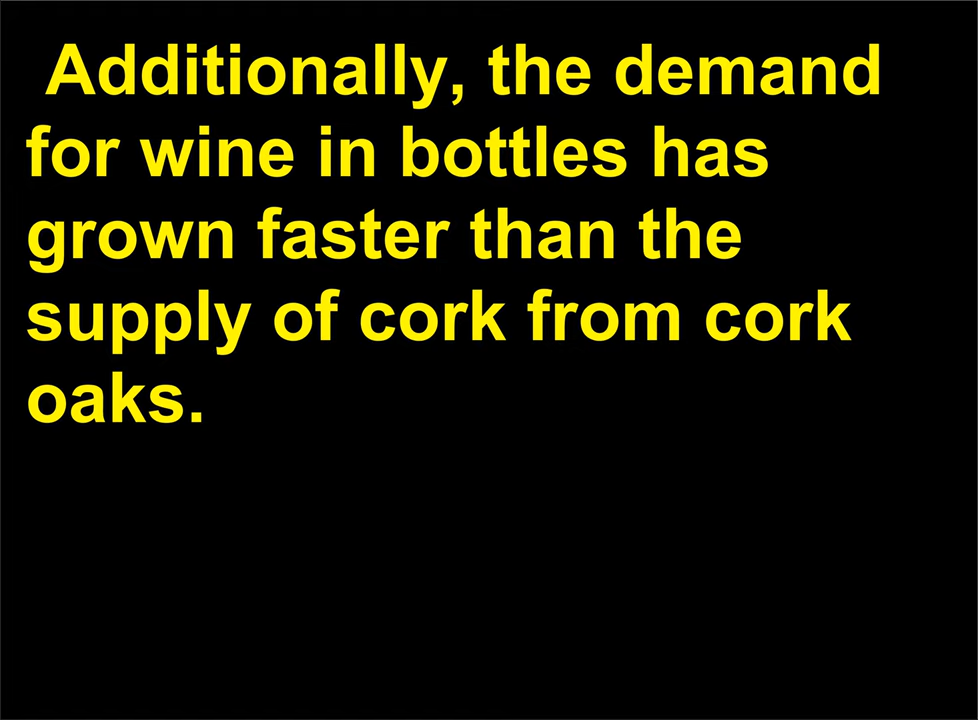 Additionally, the demand
for wine in bottles has
grown faster than the
supply of cork from cork
oaks.